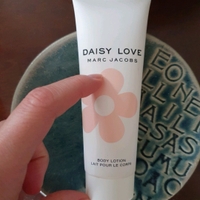 DAISY LOVE
MARC JACOBS
BODY LOTION
LAIT POUR LE CORPS